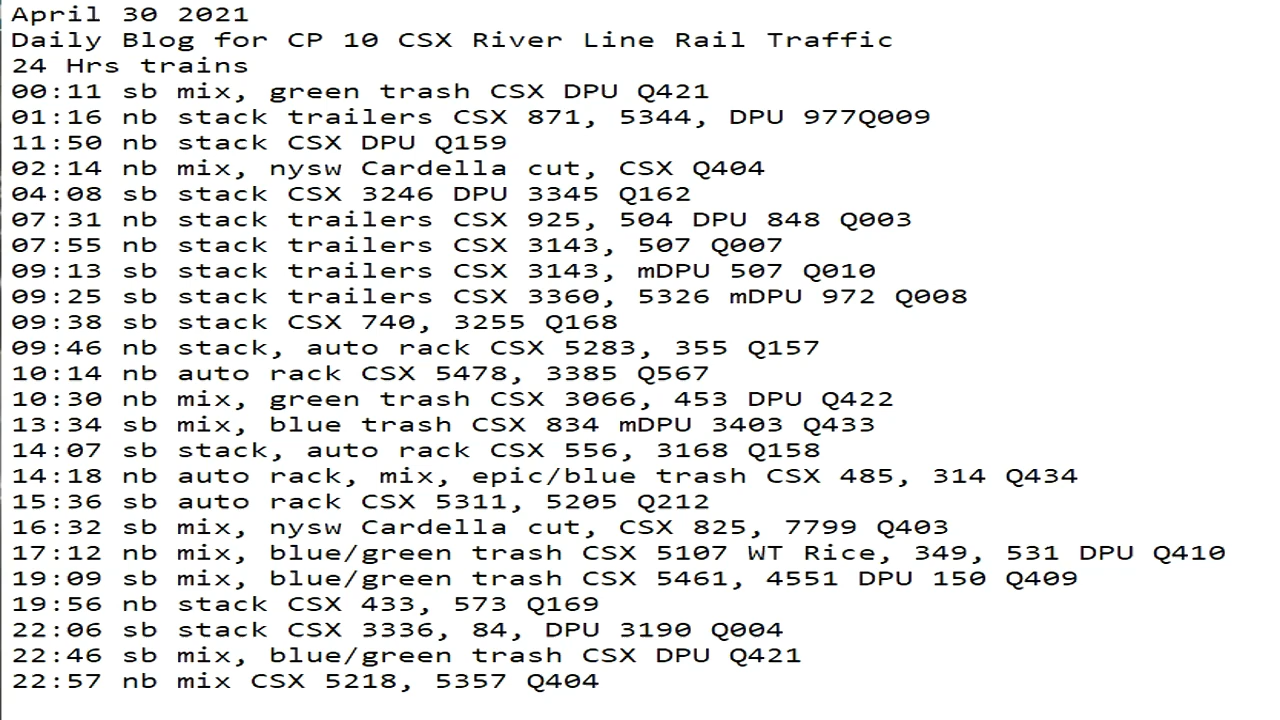 April 30 2021
Daily Blog for CP 10 CSX River Line Rail Traffic
24 Hrs trains
00:11 sb mix, green trash CSX DPU Q421
01:16 nb stack trailers CSX 871, 5344, DPU 977Q009
11:50 nb stack CSX DPU Q159
02:14 nb mix, nysw Cardella cut, CSX Q404
04:08 sb stack CSX 3246 DPU 3345 Q162
07:31 nb stack trailers CSX 925, 504 DPU 848 Q003
07:55 nb stack trailers CSX 3143, 507 Q007
09:13 sb stack trailers CSX 3143, mDPU 507 Q010
09:25 sb stack trailers CSX 3360, 5326 mDPU 972 Q008
09:38 sb stack CSX 740, 3255 Q168
09:46 nb stack, auto rack CSX 5283, 355 Q157
10:14 nb auto rack CSX 5478, 3385 Q567
10:30 nb mix, green trash CSX 3066, 453 DPU Q422
13:34 sb mix, blue trash CSX 834 mDPU 3403 Q433
14:07 sb stack, auto rack CSX 556, 3168 Q158
14:18 nb auto rack, mix, epic/blue trash CSX 485, 314 Q434
15:36 sb auto rack CSX 5311, 5205 Q212
16:32 sb mix, nysw Cardella cut, CSX 825, 7799 Q403
17:12 nb mix, blue/green trash CSX 5107 WT Rice, 349, 531 DPU Q410
19:09 sb mix, blue/green trash CSX 5461, 4551 DPU 150 Q409
19:56 nb stack CSX 433, 573 Q169
22:06 sb stack CSX 3336, 84, DPU 3190 Q004
22:46 sb mix, blue/green trash CSX DPU Q421
22:57 nb mix CSX 5218, 5357 Q404